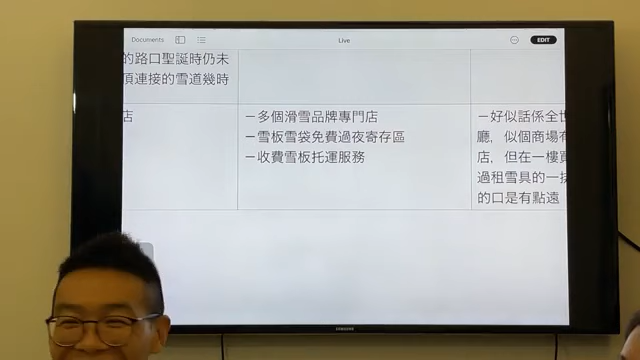 Documents
Live
EDIT
的路口聖誕時仍未
頂連接的雪道幾時
店
－多個滑雪品牌專門店
－雪板雪袋免費過夜寄存區
－收費雪板托運服務
－好似話係全世
廳，似個商場有
店，但在一樓買
過租雪具的一
的口是有點遠
SAMSUNG